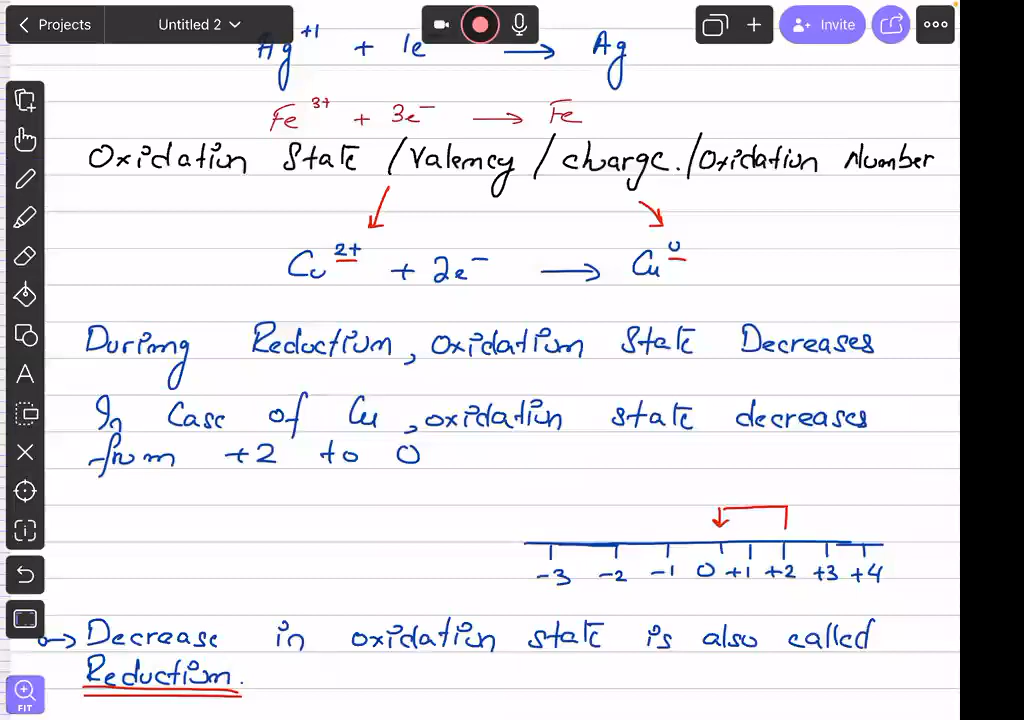 Projects
Untitled 2
Invite
Ag+1 + 1e → Ag
Fe3+ + 3e- → Fe
Oxidation State / Valency / charge. / Oxidation Number
Cu2+ + 2e- → Cu0
During Reduction, oxidation State Decreases
In Case of Cu, oxidation state decreases
from +2 to 0
-3 -2 -1 0 +1 +2 +3 +4
→ Decrease in oxidation state is also called
Reduction.
FIT